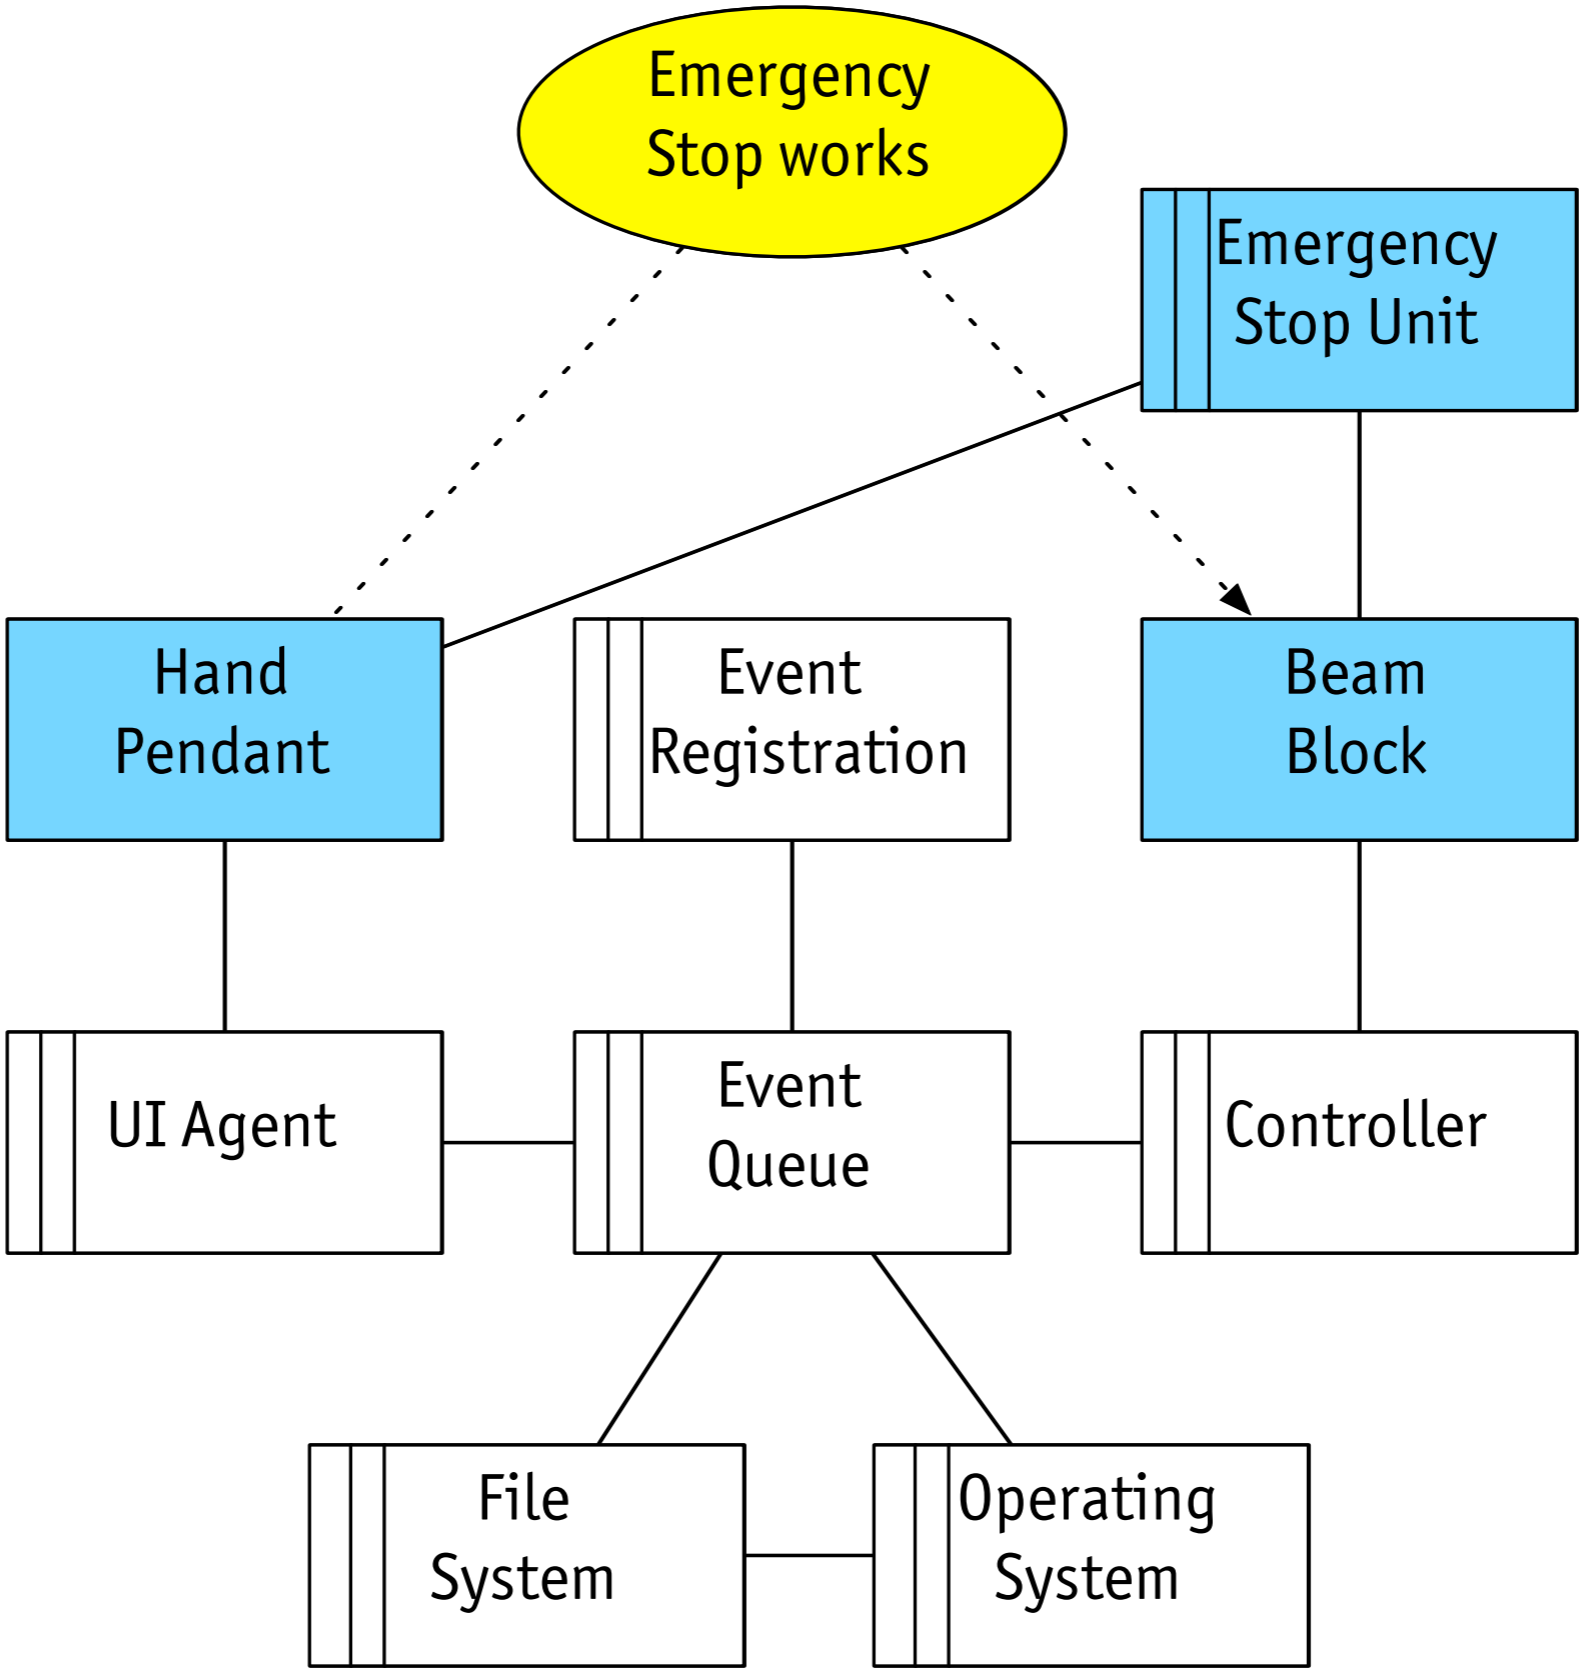 Emergency
Stop works
Emergency
Stop Unit
Hand
Pendant
Event
Registration
Beam
Block
UI Agent
Event
Queue
Controller
File
System
Operating
System